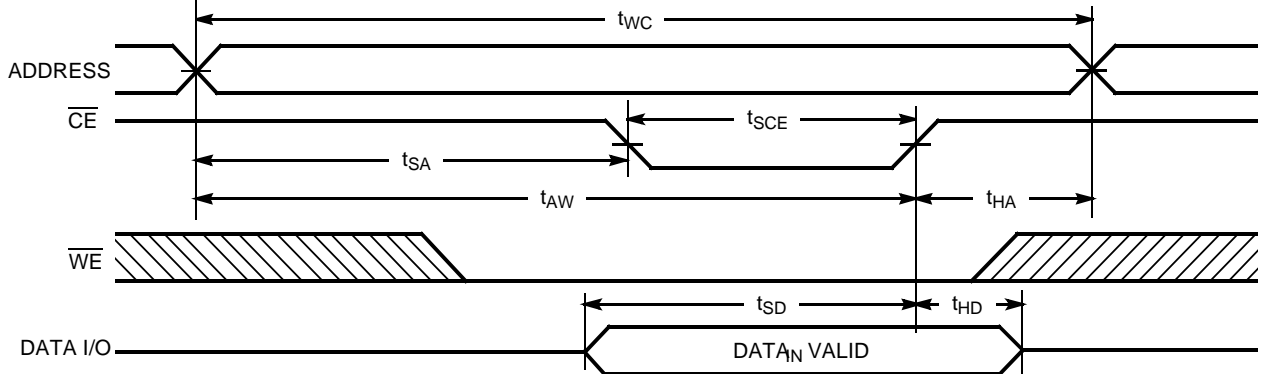 tWC
ADDRESS
CE
tSCE
tSA
tAW
tHA
WE
tSD
tHD
DATA I/O
DATAIN VALID